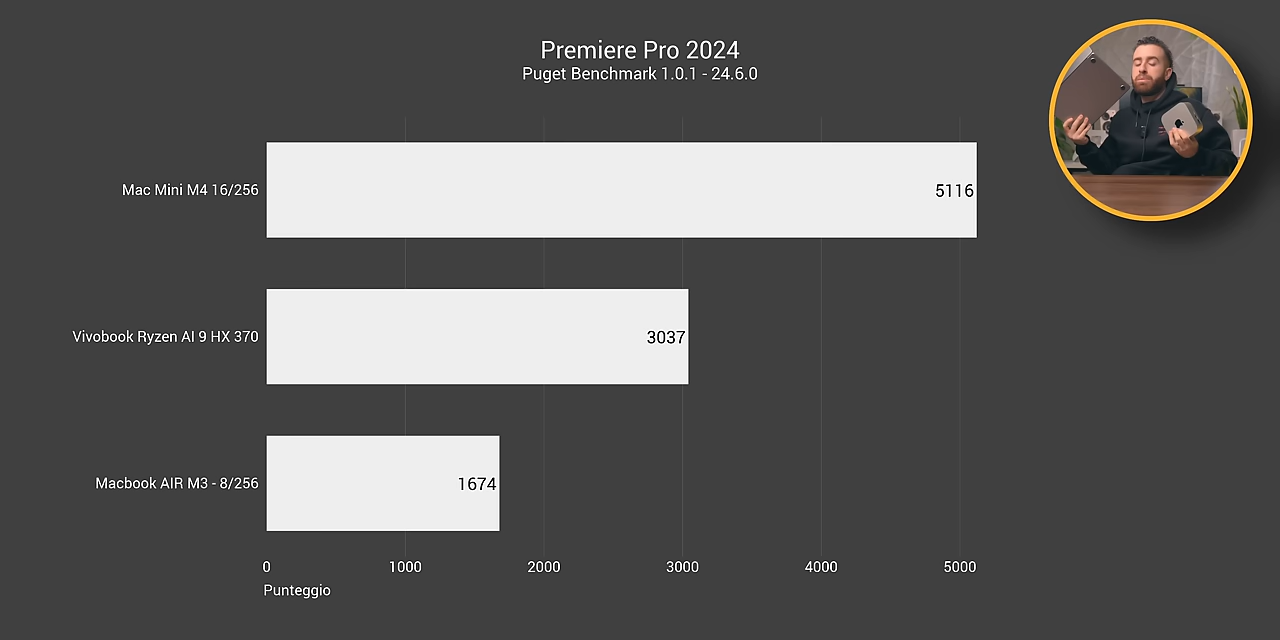 Premiere Pro 2024
Puget Benchmark 1.0.1 - 24.6.0
Mac Mini M4 16/256
5116
Vivobook Ryzen AI 9 HX 370
3037
Macbook AIR M3 - 8/256
1674
0 1000 2000 3000 4000 5000
Punteggio